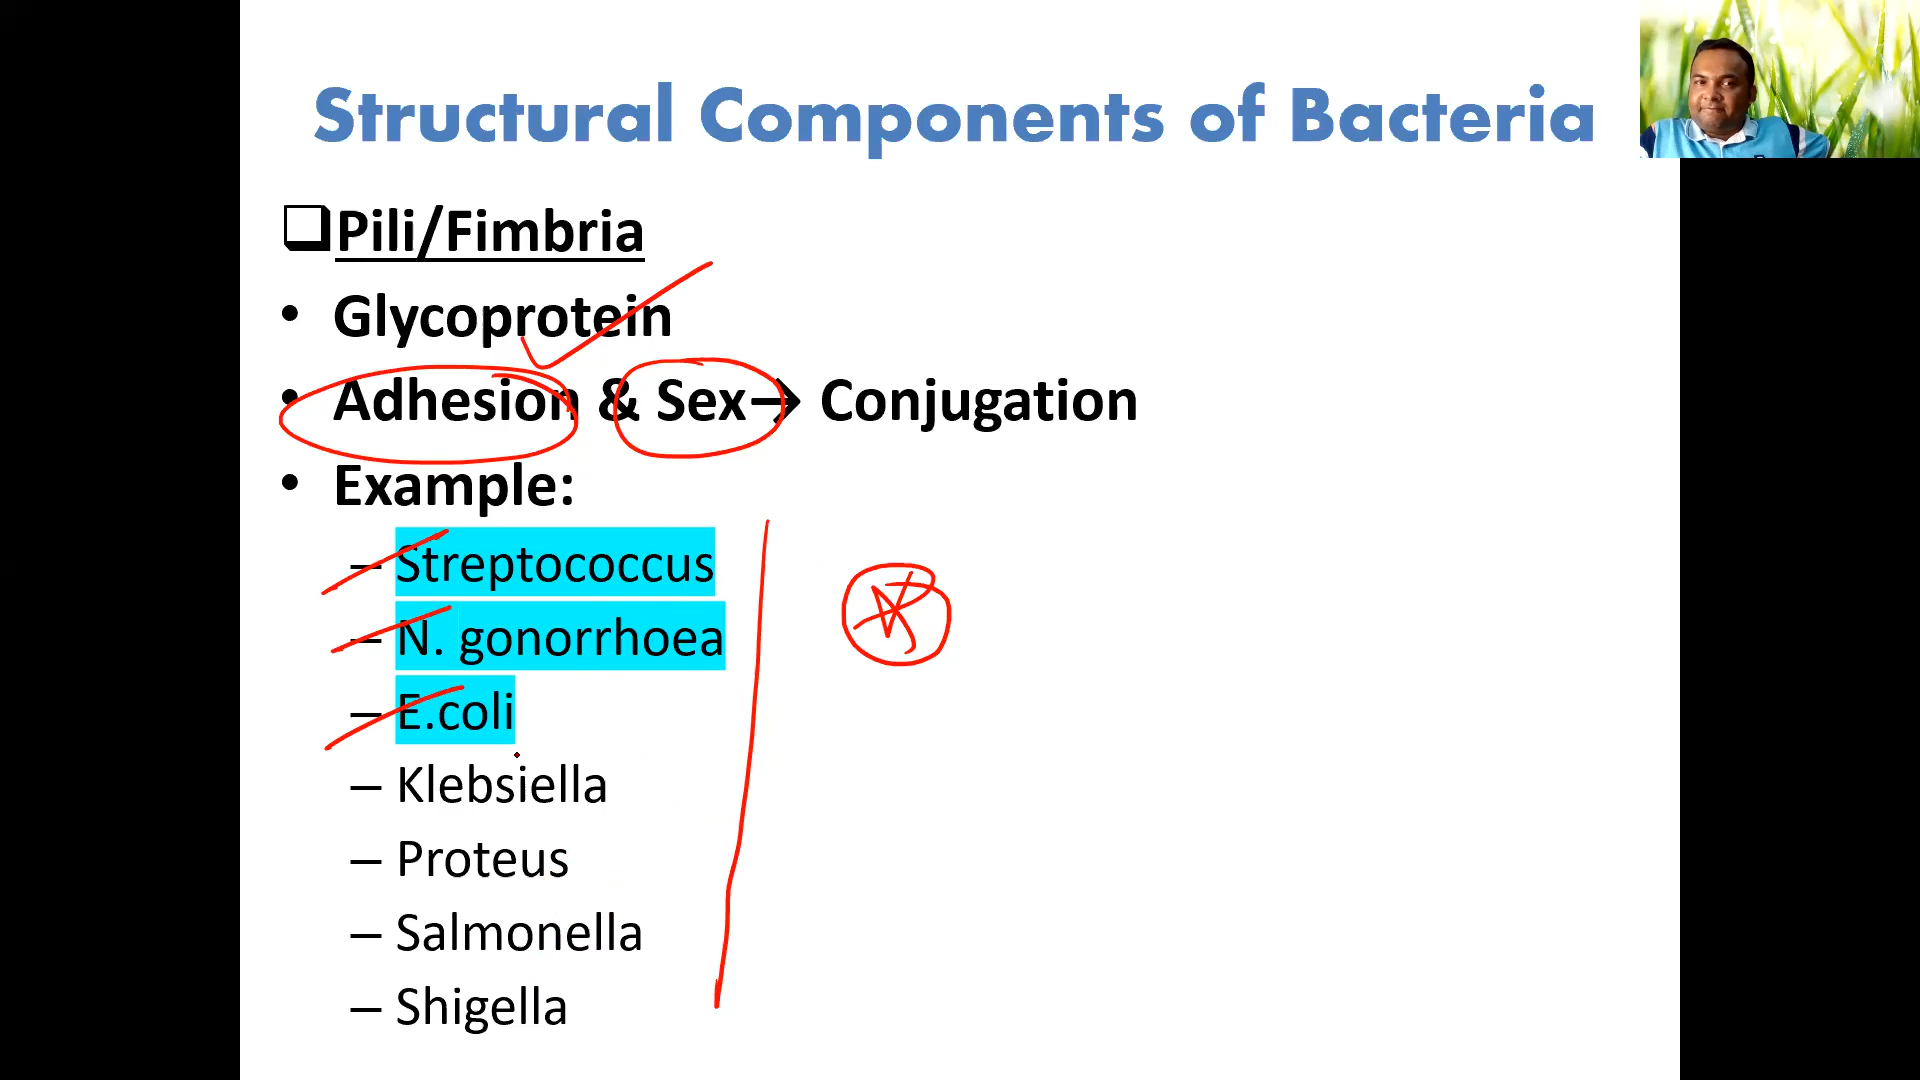 Structural Components of Bacteria
❑Pili/Fimbria
• Glycoprotein
• Adhesion & Sex→ Conjugation
• Example:
– Streptococcus
– N. gonorrhoea
– E.coli
– Klebsiella
– Proteus
– Salmonella
– Shigella